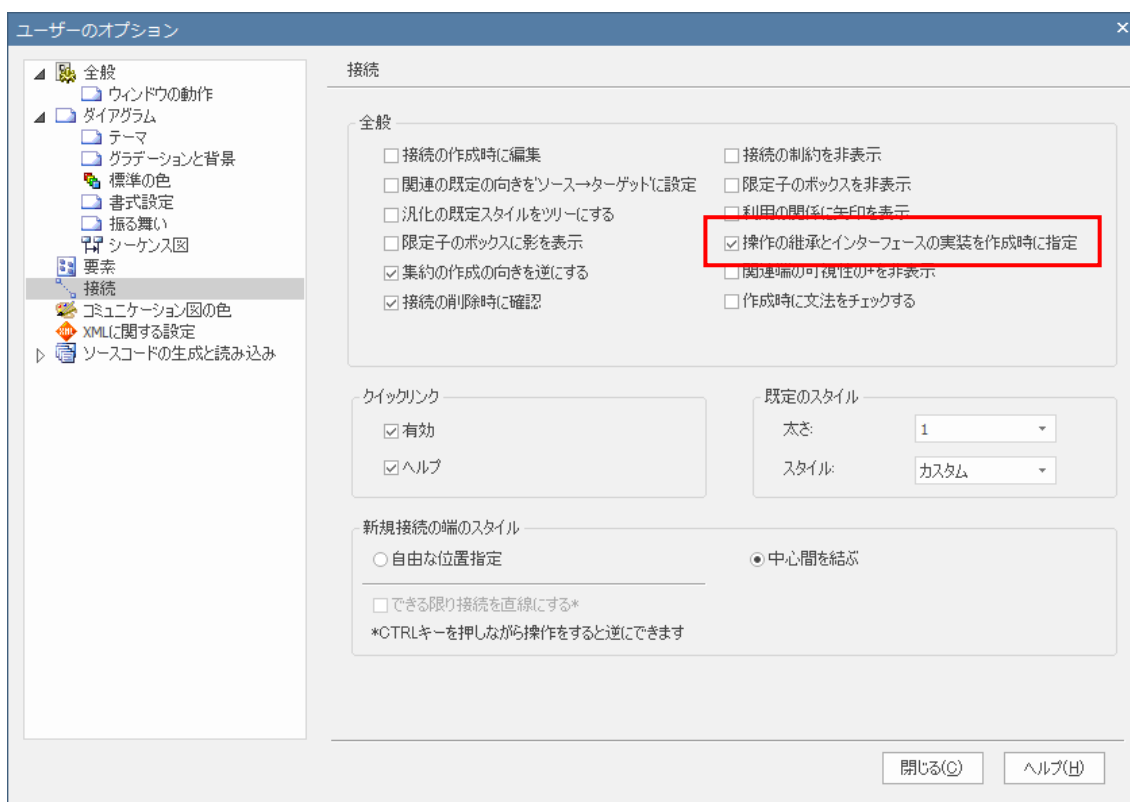 ユーザーのオプション
全般
ウィンドウの動作
ダイアグラム
テーマ
グラデーションと背景
標準の色
書式設定
振る舞い
シーケンス図
要素
接続
コミュニケーション図の色
XMLに関する設定
ソースコードの生成と読み込み
接続
全般
接続の作成時に編集
関連の既定の向きを'ソース→ターゲット'に設定
汎化の既定スタイルをツリーにする
限定子のボックスに影を表示
集約の作成の向きを逆にする
接続の削除時に確認
接続の制約を非表示
限定子のボックスを非表示
利用の関係に矢印を表示
操作の継承とインターフェースの実装を作成時に指定
関連端の可視性の+を非表示
作成時に文法をチェックする
クイックリンク
有効
ヘルプ
既定のスタイル
太さ: 1
スタイル: カスタム
新規接続の端のスタイル
自由な位置指定
中心間を結ぶ
できる限り接続を直線にする*
*CTRLキーを押しながら操作をすると逆にできます
閉じる(C)
ヘルプ(H)